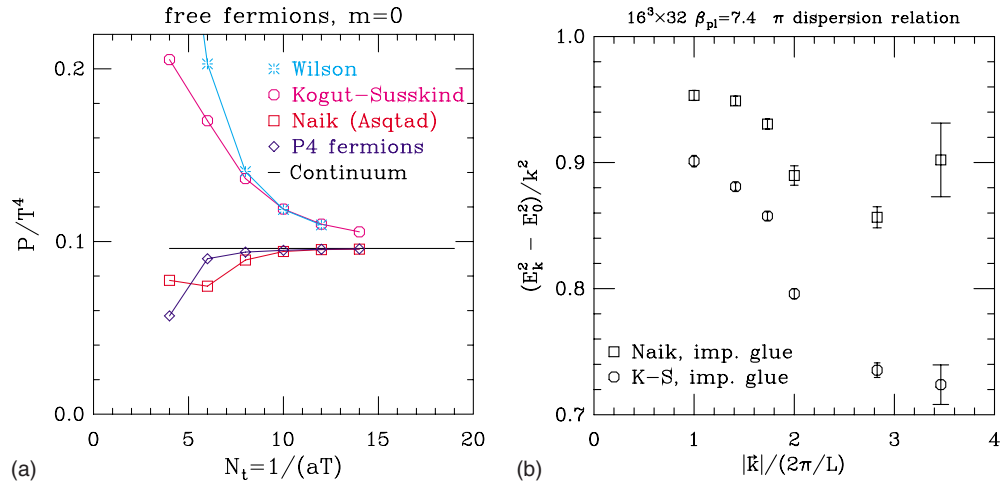 free fermions, m=0
0.2
0.1
0.0
P/T⁴
Wilson
Kogut−Susskind
Naik (Asqtad)
P4 fermions
Continuum
0 5 10 15 20
N_t=1/(aT)
(a)
16³×32 β_pl=7.4 π dispersion relation
1.0
0.9
0.8
0.7
(E_k² − E_0²)/k²
Naik, imp. glue
K−S, imp. glue
0 1 2 3 4
|k⃗|/(2π/L)
(b)